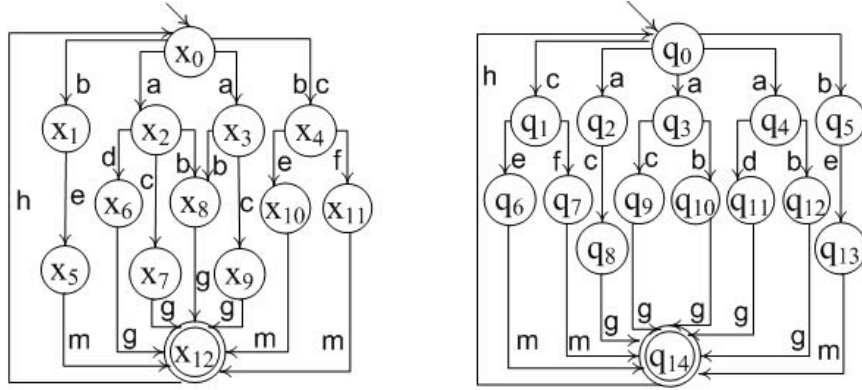 x0 q0
b a a b c c a a a b
x1 x2 x3 x4 q1 q2 q3 q4 q5
h e d c b b c e f h e f c c b d b e
x6 x8 x10 x11 q6 q7 q9 q10 q11 q12
x5 x7 x9 q8 q13
m g g g g m m m m g g g g g m
x12 q14